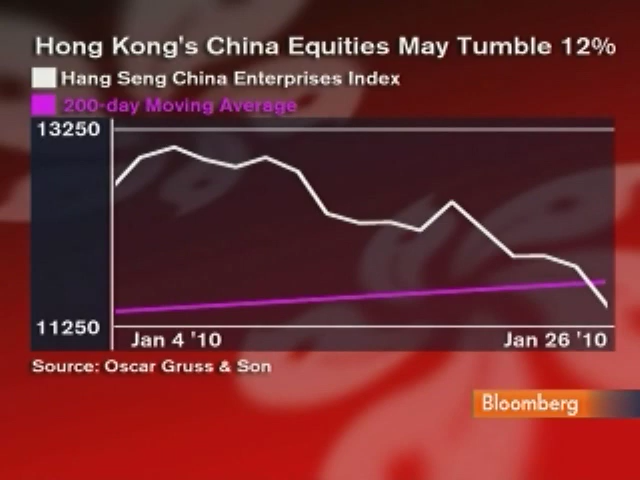 Hong Kong's China Equities May Tumble 12%
Hang Seng China Enterprises Index
200-day Moving Average
13250
11250
Jan 4 '10 Jan 26 '10
Source: Oscar Gruss & Son
Bloomberg